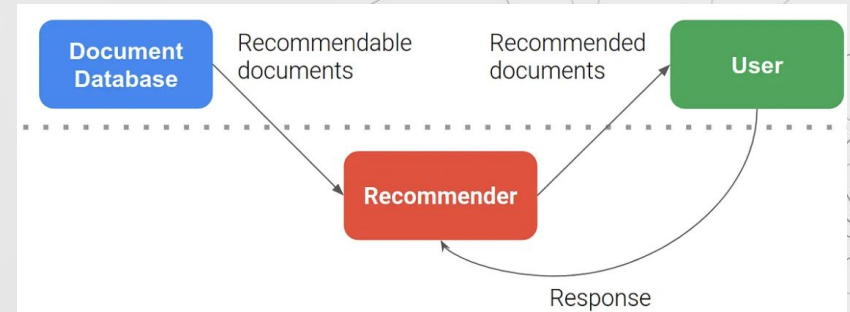 Document
Database
Recommendable
documents
Recommended
documents
User
Recommender
Response